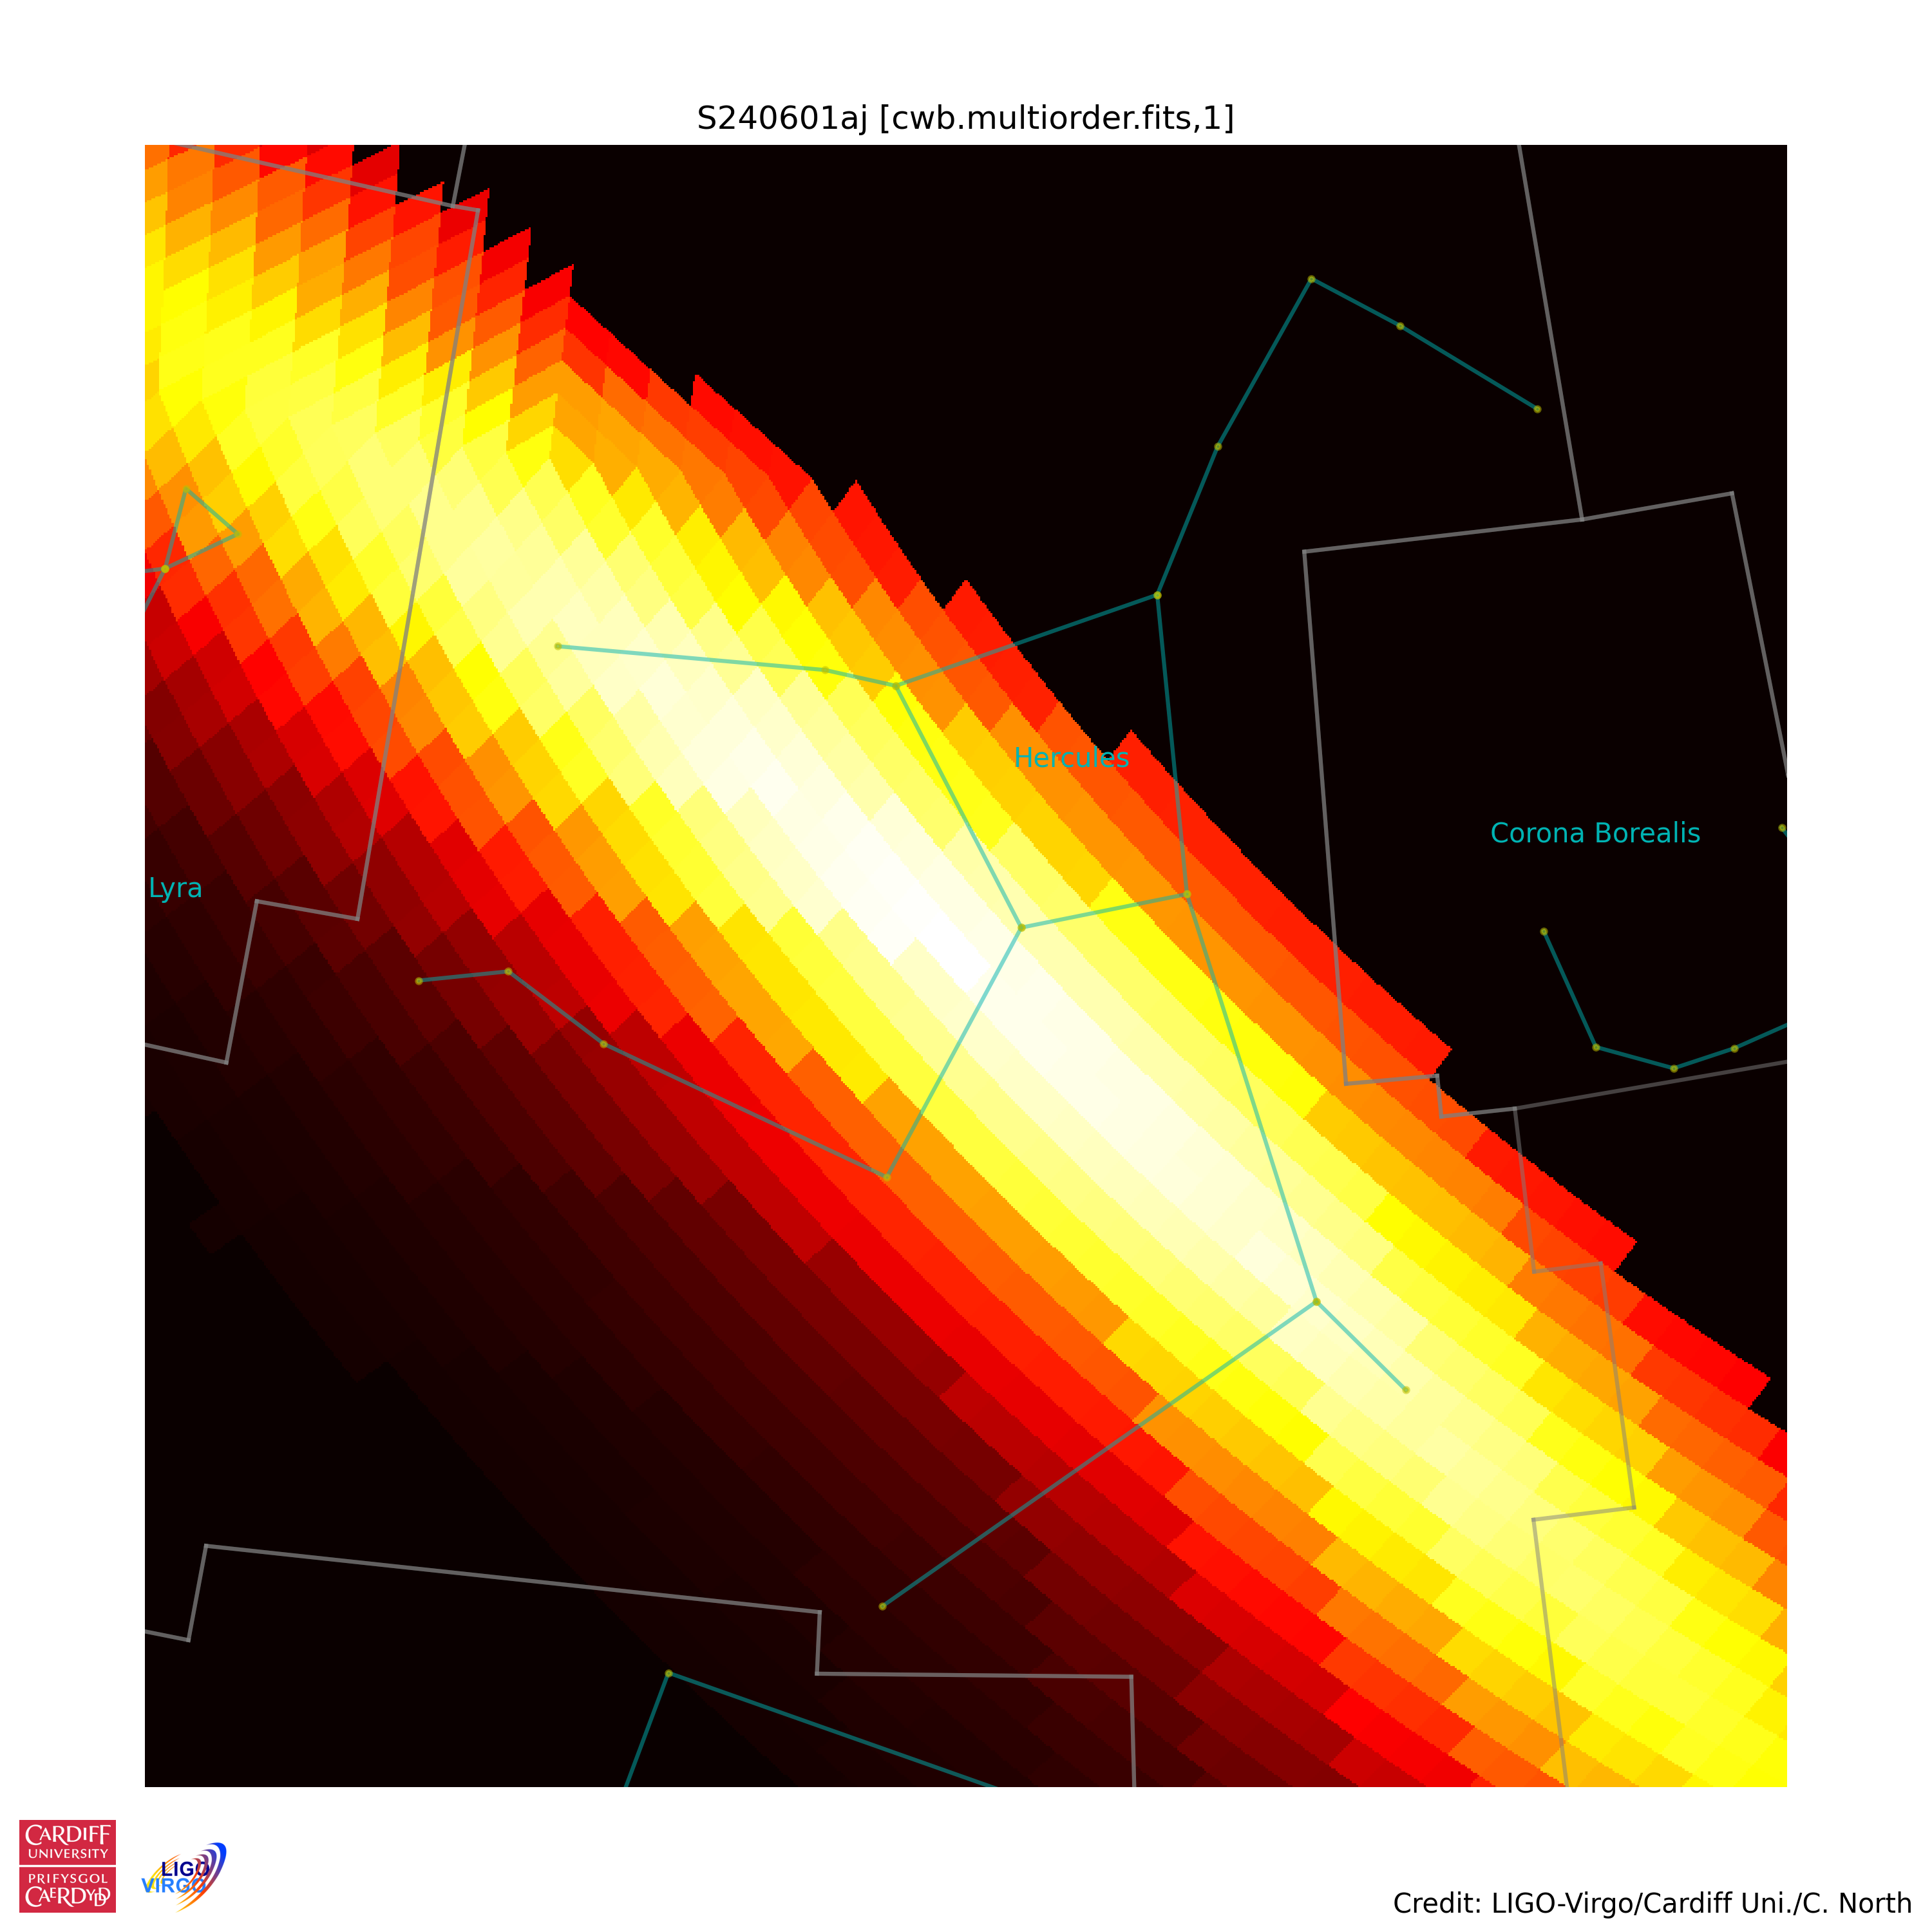 S240601aj [cwb.multiorder.fits,1]
Hercules
Corona Borealis
Lyra
CARDIFF
UNIVERSITY
PRIFYSGOL
CAERDYDD
LIGO
VIRGO
Credit: LIGO-Virgo/Cardiff Uni./C. North